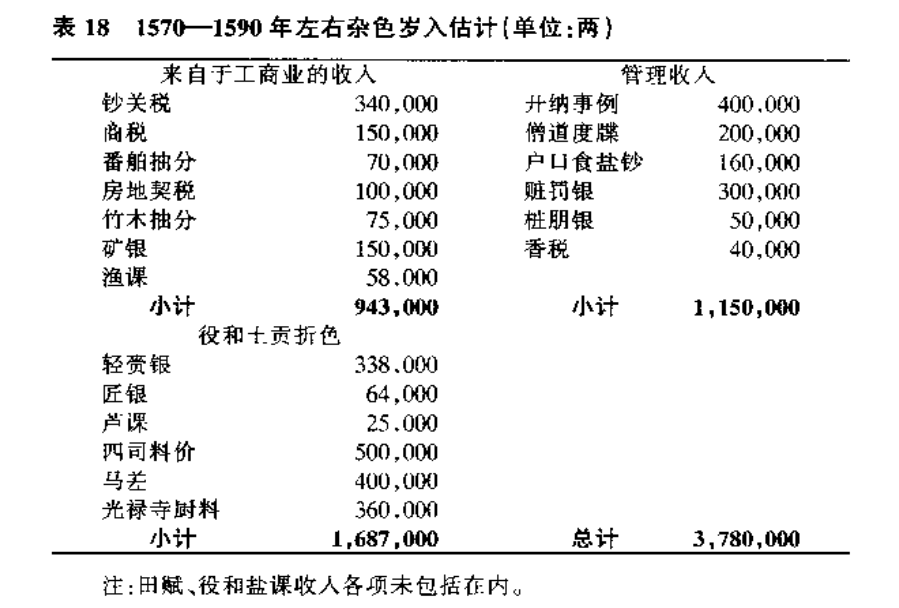 表 18 1570—1590 年左右杂色岁入估计(单位:两)
来自于工商业的收入 管理收入
钞关税 340,000 开纳事例 400,000
商税 150,000 僧道度牒 200,000
番舶抽分 70,000 户口食盐钞 160,000
房地契税 100,000 赃罚银 300,000
竹木抽分 75,000 桩朋银 50,000
矿银 150,000 香税 40,000
渔课 58,000
小计 943,000 小计 1,150,000
役和土贡折色
轻赍银 338,000
匠银 64,000
芦课 25,000
四司料价 500,000
马差 400,000
光禄寺厨料 360,000
小计 1,687,000 总计 3,780,000
注:田赋、役和盐课收入各项未包括在内。